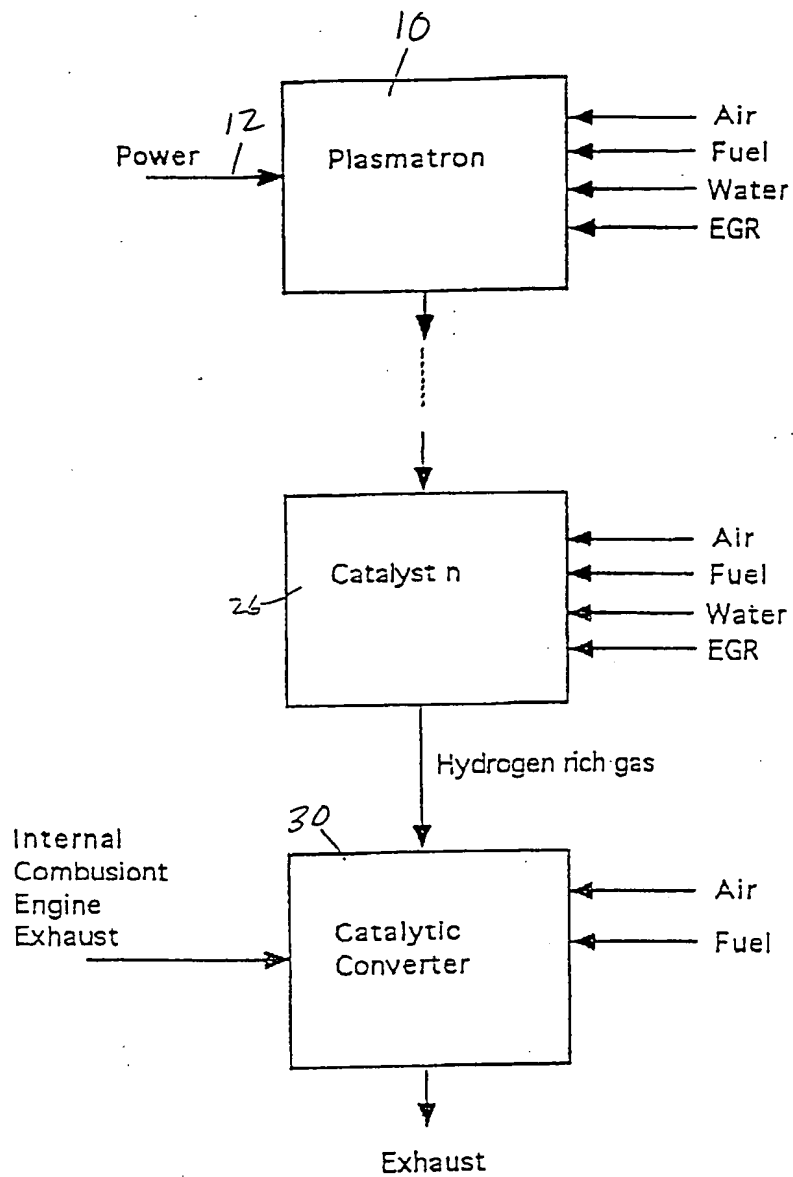 10
12
Power
Plasmatron
Air
Fuel
Water
EGR
26
Catalyst n
Air
Fuel
Water
EGR
Hydrogen rich gas
30
Internal
Combusiont
Engine
Exhaust
Catalytic
Converter
Air
Fuel
Exhaust